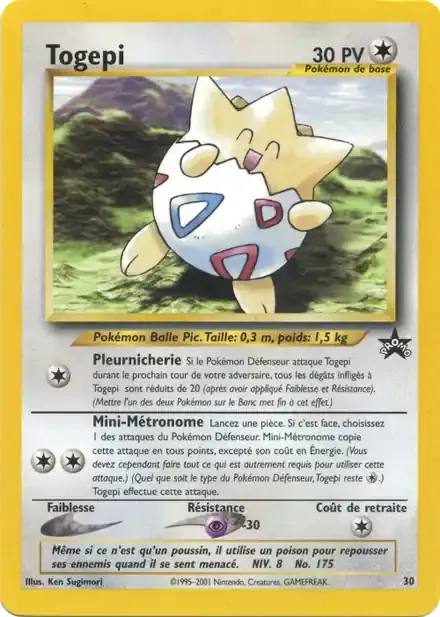 Togepi
30 PV
Pokémon de base
Pokémon Balle Pic. Taille: 0,3 m, poids: 1,5 kg
PROMO
Pleurnicherie Si le Pokémon Défenseur attaque Togepi
durant le prochain tour de votre adversaire, tous les dégâts infligés à
Togepi sont réduits de 20 (après avoir appliqué Faiblesse et Résistance).
(Mettre l'un des deux Pokémon sur le Banc met fin à cet effet.)
Mini-Métronome Lancez une pièce. Si c'est face, choisissez
1 des attaques du Pokémon Défenseur. Mini-Métronome copie
cette attaque en tous points, excepté son coût en Énergie. (Vous
devez cependant faire tout ce qui est autrement requis pour utiliser cette
attaque.) (Quel que soit le type du Pokémon Défenseur, Togepi reste .)
Togepi effectue cette attaque.
Faiblesse Résistance Coût de retraite
-30
Même si ce n'est qu'un poussin, il utilise un poison pour repousser
ses ennemis quand il se sent menacé. NIV. 8 No. 175
Illus. Ken Sugimori ©1995-2001 Nintendo, Creatures, GAMEFREAK. 30